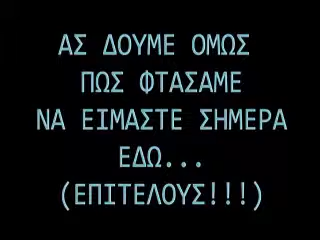 ΑΣ ΔΟΥΜΕ ΟΜΩΣ
ΠΩΣ ΦΤΑΣΑΜΕ
ΝΑ ΕΙΜΑΣΤΕ ΣΗΜΕΡΑ
ΕΔΩ...
(ΕΠΙΤΕΛΟΥΣ!!!)